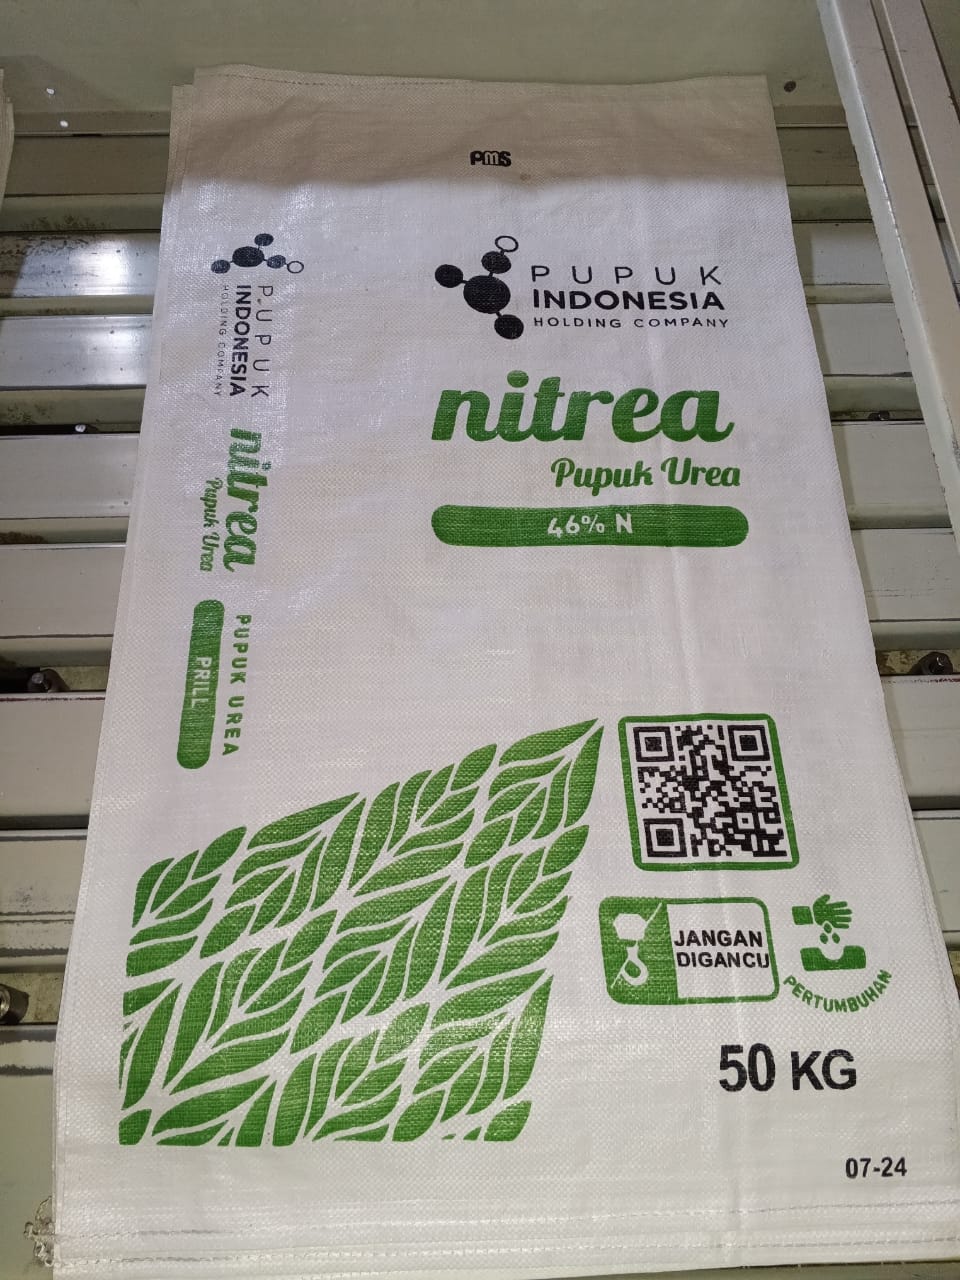 PMS
PUPUK
INDONESIA
HOLDING COMPANY
nitrea
Pupuk Urea
46% N
JANGAN
DIGANCU
PERTUMBUHAN
50 KG
07-24
PUPUK
INDONESIA
HOLDING COMPANY
nitrea
Pupuk Urea
PUPUK UREA
PRILL